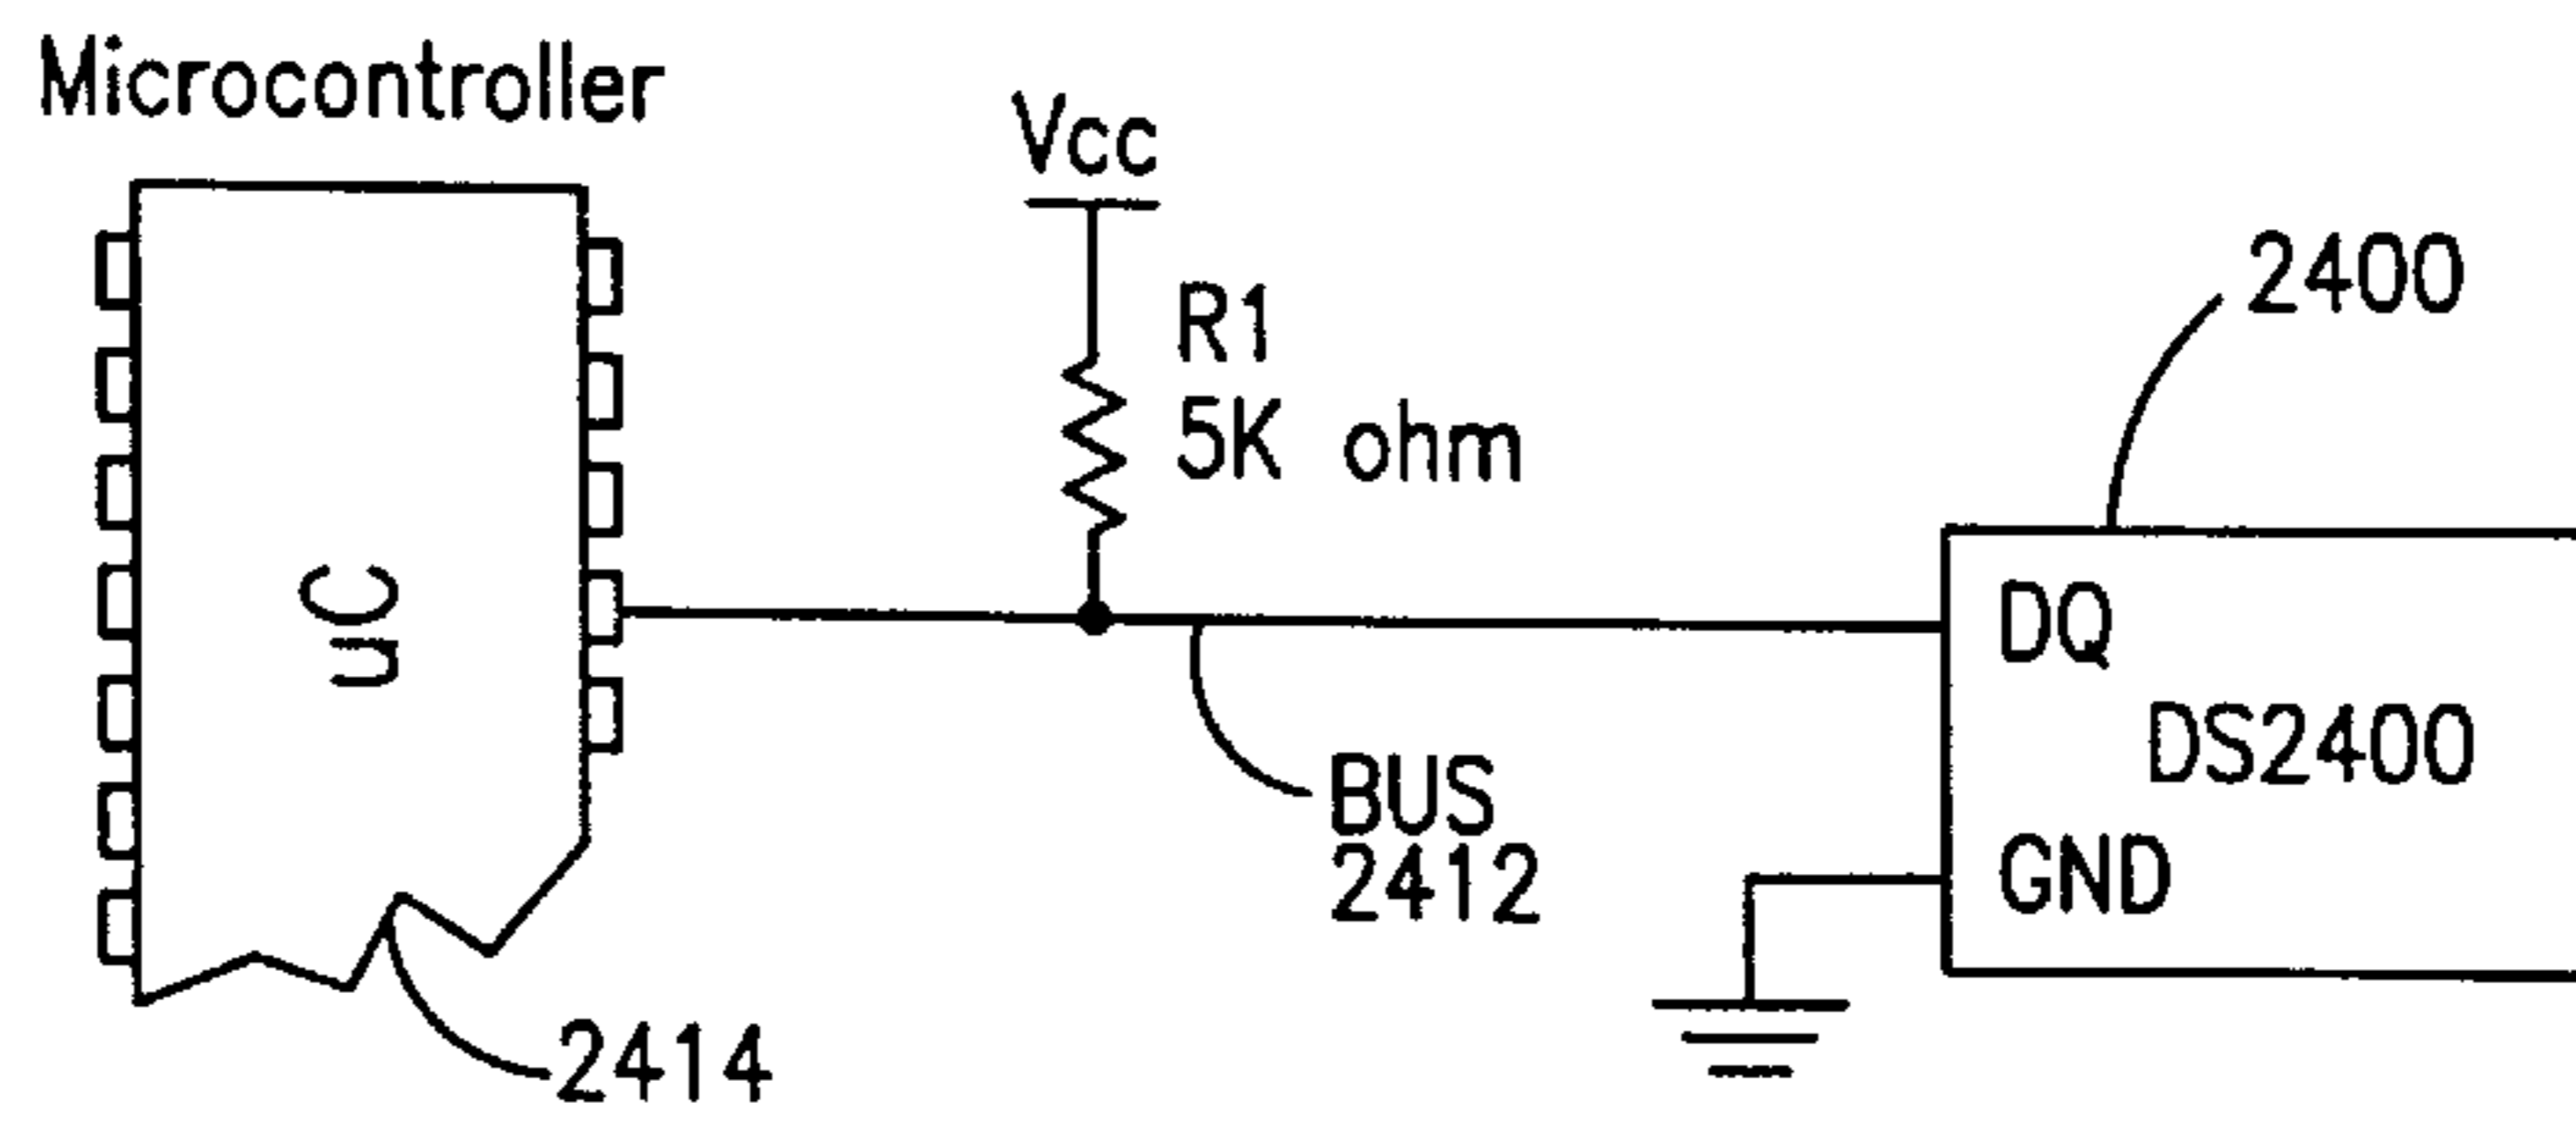 Microcontroller
Vcc
R1
5K ohm
2400
uC
DQ
DS2400
BUS
2412
GND
2414